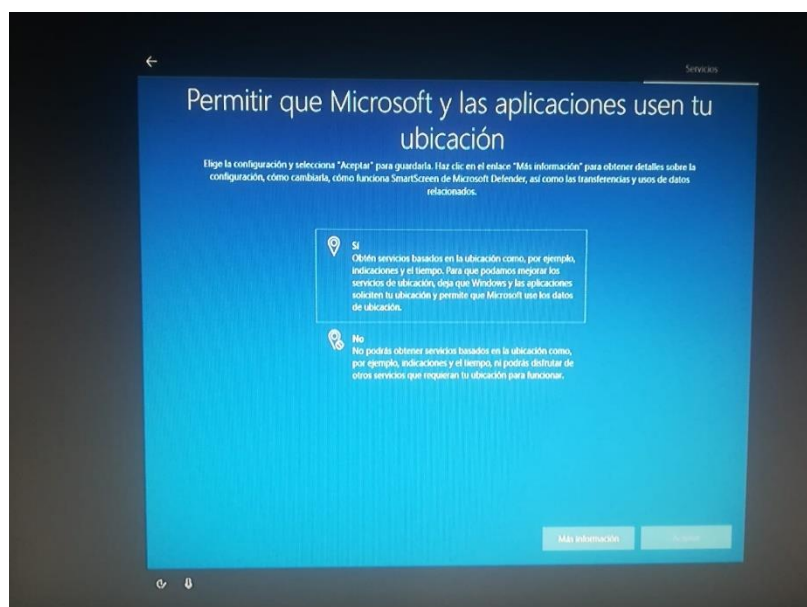 Servicios
Permitir que Microsoft y las aplicaciones usen tu
ubicación
Elige la configuración y selecciona "Aceptar" para guardarla. Haz clic en el enlace "Más información" para obtener detalles sobre la
configuración, cómo cambiarla, cómo funciona SmartScreen de Microsoft Defender, así como las transferencias y usos de datos
relacionados.
Sí
Obtén servicios basados en la ubicación como, por ejemplo,
indicaciones y el tiempo. Para que podamos mejorar los
servicios de ubicación, deja que Windows y las aplicaciones
soliciten tu ubicación y permite que Microsoft use los datos
de ubicación.
No
No podrás obtener servicios basados en la ubicación como,
por ejemplo, indicaciones y el tiempo, ni podrás disfrutar de
otros servicios que requieran tu ubicación para funcionar.
Más información
Aceptar